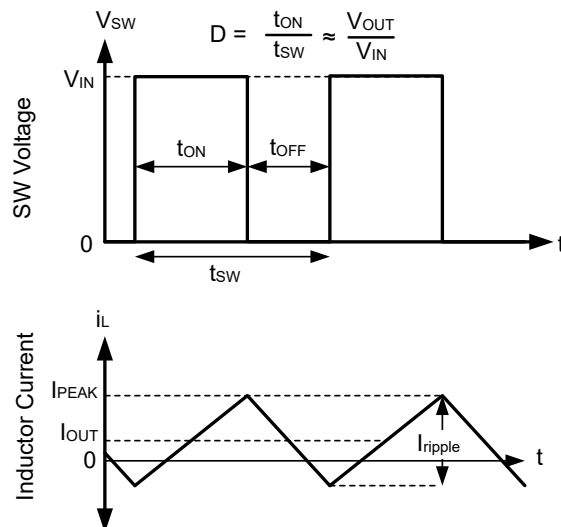 VSW
D = tON / tSW ≈ VOUT / VIN
VIN
SW Voltage
tON
tOFF
0
t
tSW
iL
Inductor Current
IPEAK
IOUT
Iripple
0
t